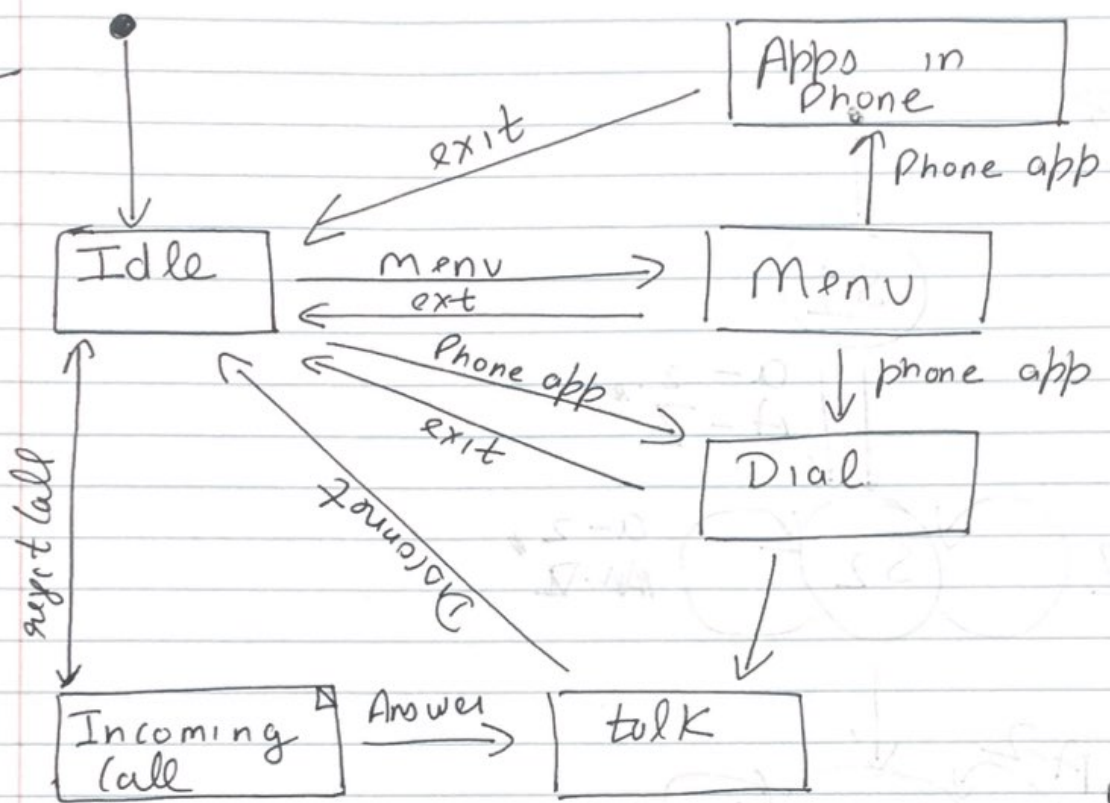 Apps in
Phone
exit
Phone app
Idle
Menu
ext
Menu
Phone app
exit
phone app
Dial
Disconnect
reject Call
Incoming
Call
Answer
talk